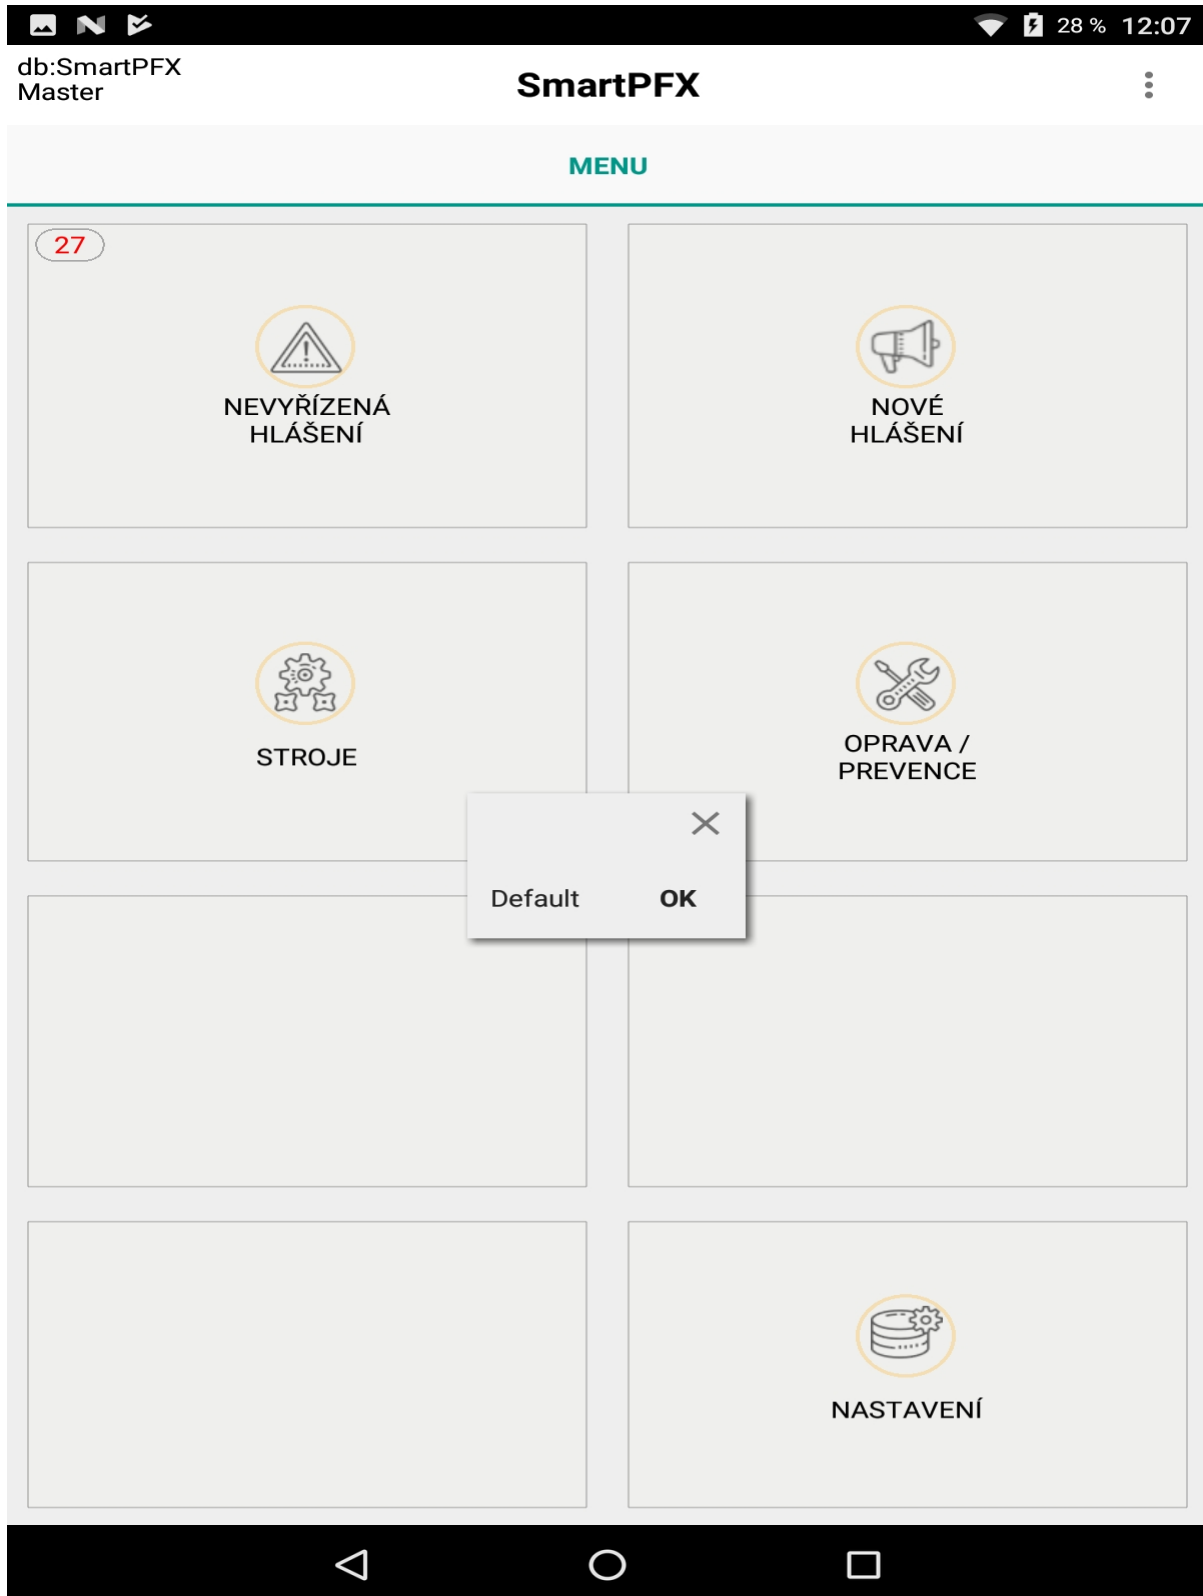 28 % 12:07
db:SmartPFX
Master
SmartPFX
MENU
27
NEVYŘÍZENÁ
HLÁŠENÍ
NOVÉ
HLÁŠENÍ
STROJE
OPRAVA /
PREVENCE
Default OK
NASTAVENÍ